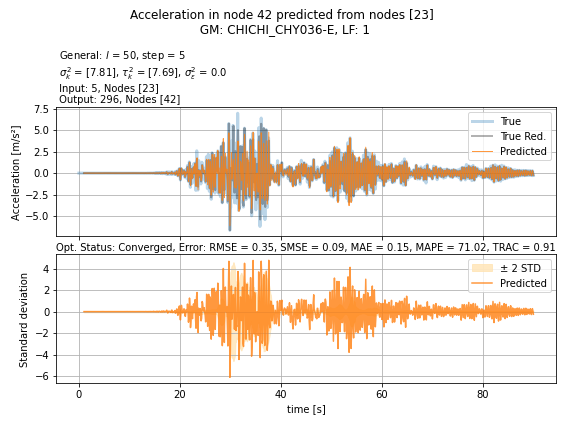 Acceleration in node 42 predicted from nodes [23]
GM: CHICHI_CHY036-E, LF: 1
General: l = 50, step = 5
σ²ₖ = [7.81], τ²ₖ = [7.69], σ²ε = 0.0
Input: 5, Nodes [23]
Output: 296, Nodes [42]
7.5
5.0
2.5
0.0
−2.5
−5.0
Acceleration [m/s²]
True
True Red.
Predicted
Opt. Status: Converged, Error: RMSE = 0.35, SMSE = 0.09, MAE = 0.15, MAPE = 71.02, TRAC = 0.91
4
2
0
−2
−4
−6
Standard deviation
± 2 STD
Predicted
0 20 40 60 80
time [s]